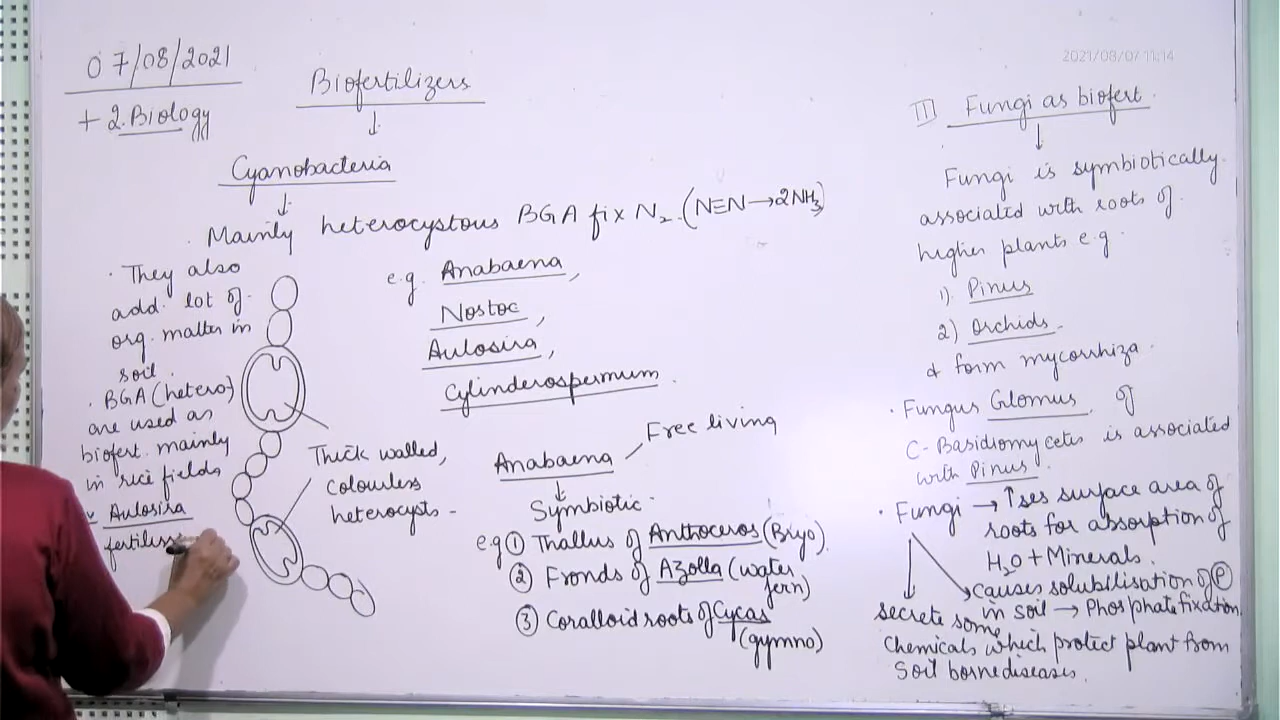 07/08/2021
+2 Biology
Biofertilizers
↓
Cyanobacteria
↓
· Mainly heterocystous BGA fix N2 (N≡N→2NH3)
· They also
add. lot of
org. matter in
soil.
· BGA (hetero)
are used as
biofert. mainly
in rice fields
Aulosira
e.g. Anabaena,
Nostoc,
Aulosira,
Cylinderospermum.
Thick walled,
colourless
heterocysts -
Anabaena
Free living
↓
Symbiotic
e.g ① Thallus of Anthoceros (Bryo).
② Fronds of Azolla (water
fern)
③ Coralloid roots of Cycas
(gymno)
2021/08/07 11:14
III Fungi as biofert.
↓
Fungi is symbiotically
associated with roots of
higher plants e.g
1). Pinus
2) Orchids.
& form mycorrhiza.
· Fungus Glomus of
C- Basidiomycetes is associated
with Pinus.
· Fungi → ↑ses surface area of
roots for absorption of
H2O + Minerals.
causes solubilisation of Ⓟ
in soil → Phosphate fixation.
secrete some
chemicals which protect plant from
soil borne diseases.